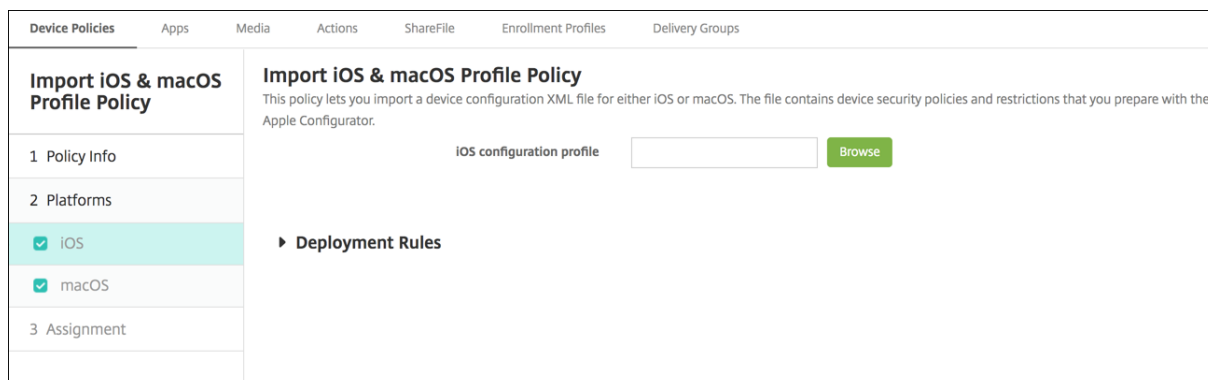 Device Policies Apps Media Actions ShareFile Enrollment Profiles Delivery Groups
Import iOS & macOS
Profile Policy
1 Policy Info
2 Platforms
iOS
macOS
3 Assignment
Import iOS & macOS Profile Policy
This policy lets you import a device configuration XML file for either iOS or macOS. The file contains device security policies and restrictions that you prepare with the
Apple Configurator.
iOS configuration profile Browse
Deployment Rules